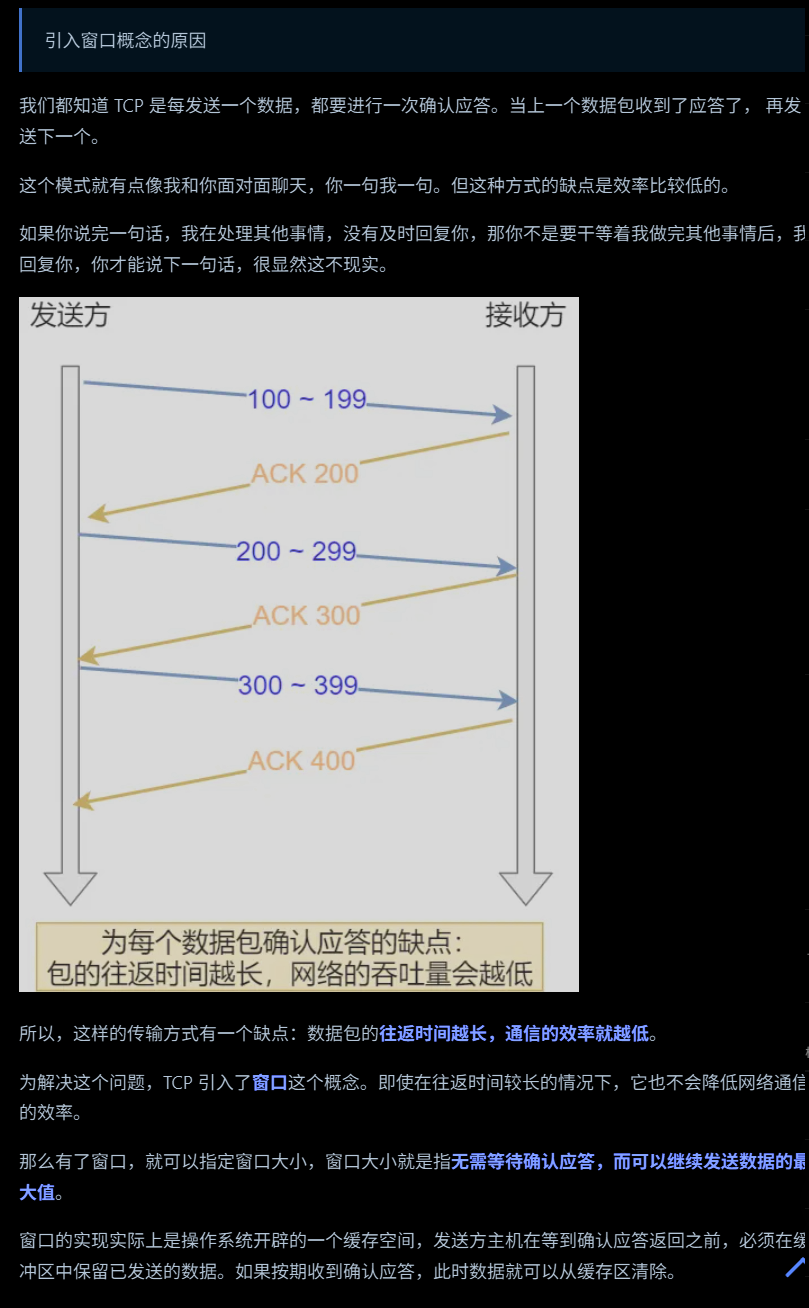 引入窗口概念的原因
我们都知道 TCP 是每发送一个数据，都要进行一次确认应答。当上一个数据包收到了应答了， 再发
送下一个。
这个模式就有点像我和你面对面聊天，你一句我一句。但这种方式的缺点是效率比较低的。
如果你说完一句话，我在处理其他事情，没有及时回复你，那你不是要干等着我做完其他事情后，我
回复你，你才能说下一句话，很显然这不现实。
发送方 接收方
100 ~ 199
ACK 200
200 ~ 299
ACK 300
300 ~ 399
ACK 400
为每个数据包确认应答的缺点：
包的往返时间越长，网络的吞吐量会越低
所以，这样的传输方式有一个缺点：数据包的往返时间越长，通信的效率就越低。
为解决这个问题，TCP 引入了窗口这个概念。即使在往返时间较长的情况下，它也不会降低网络通信
的效率。
那么有了窗口，就可以指定窗口大小，窗口大小就是指无需等待确认应答，而可以继续发送数据的最
大值。
窗口的实现实际上是操作系统开辟的一个缓存空间，发送方主机在等到确认应答返回之前，必须在缓
冲区中保留已发送的数据。如果按期收到确认应答，此时数据就可以从缓存区清除。